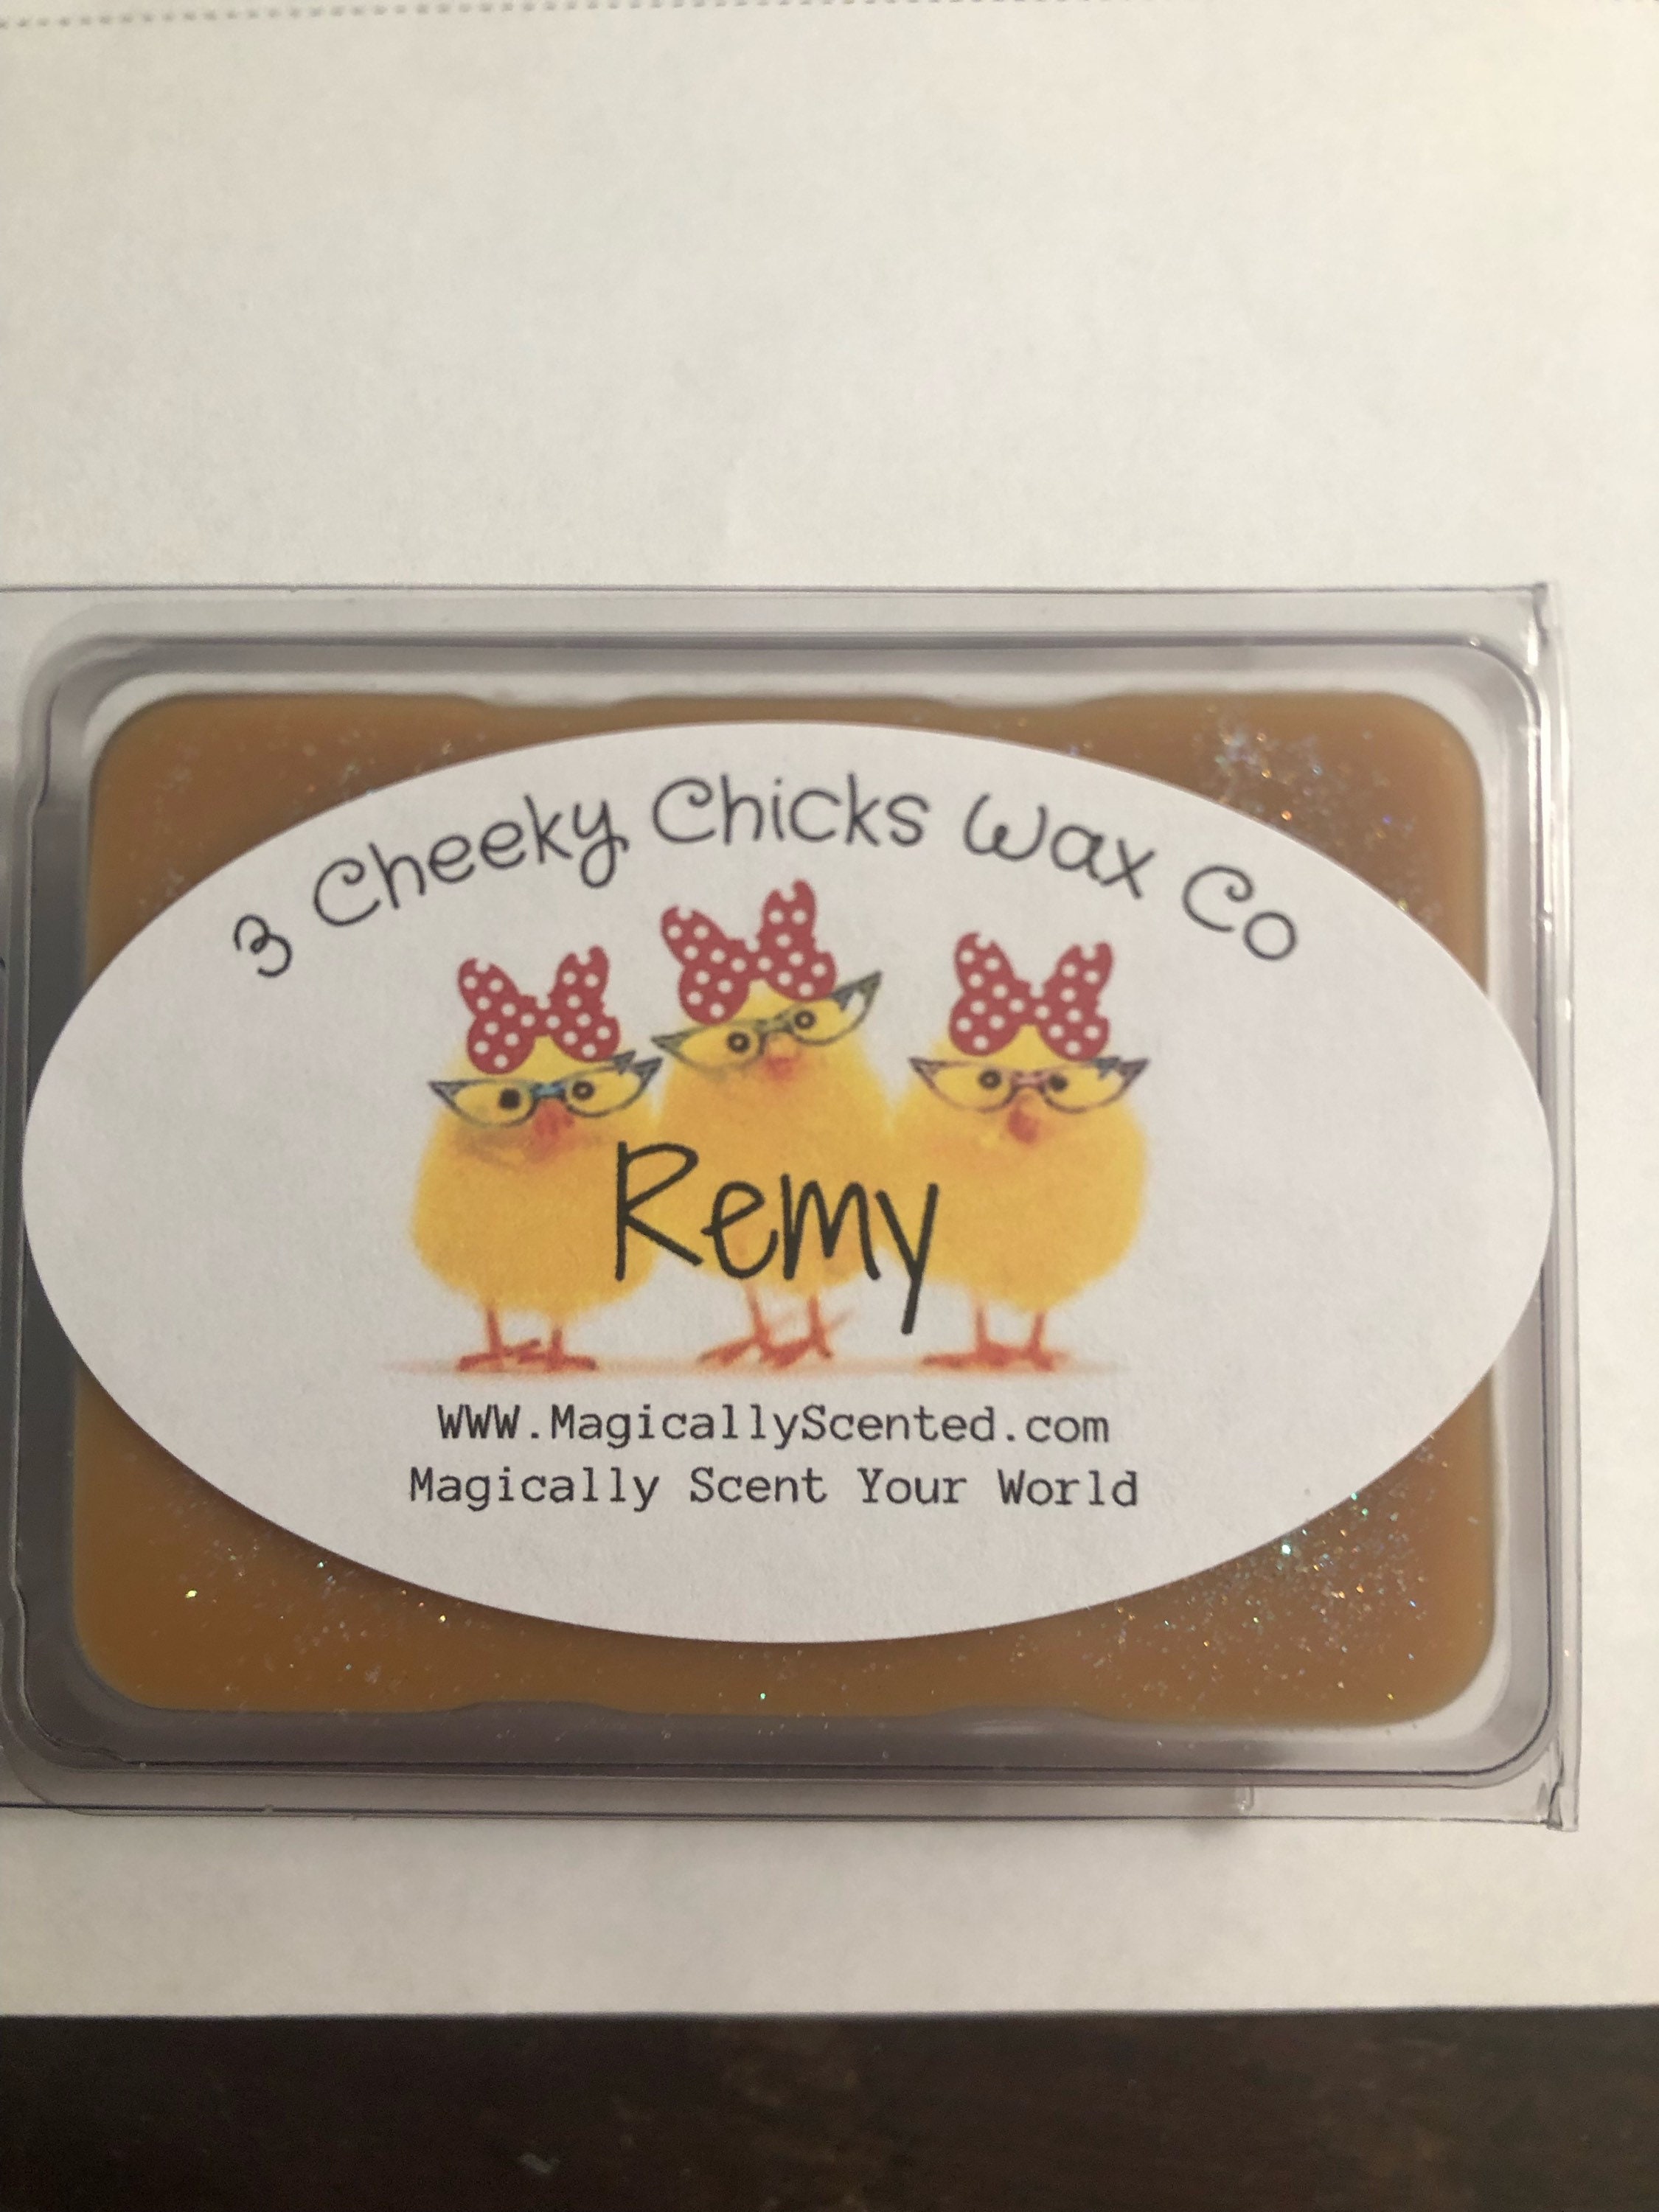 3 Cheeky Chicks Wax Co
Remy
WWW.MagicallyScented.com
Magically Scent Your World